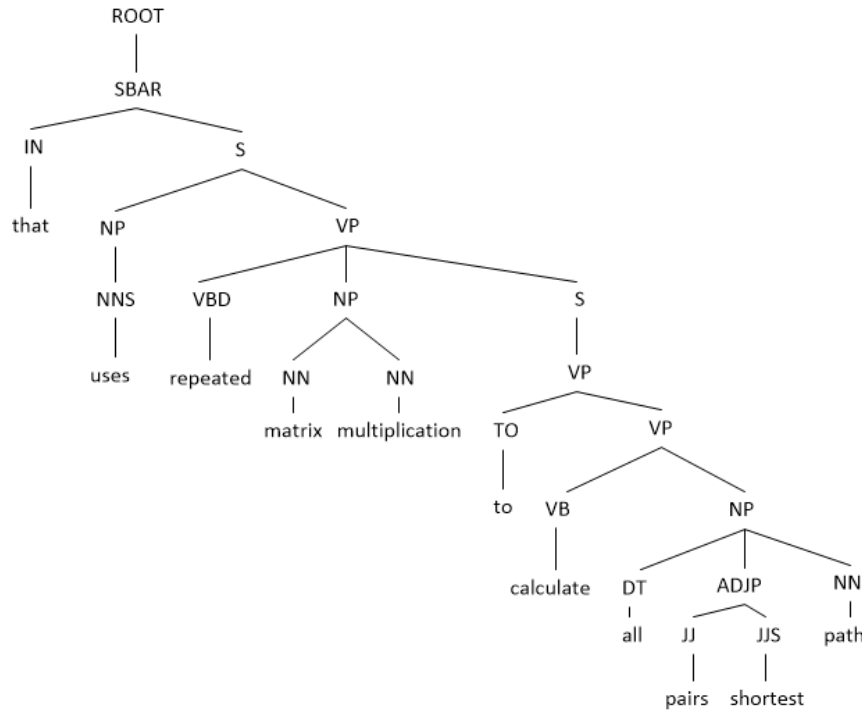 ROOT
SBAR
IN S
that NP VP
NNS VBD NP S
uses repeated NN NN VP
matrix multiplication TO VP
to VB NP
calculate DT ADJP NN
all JJ JJS path
pairs shortest